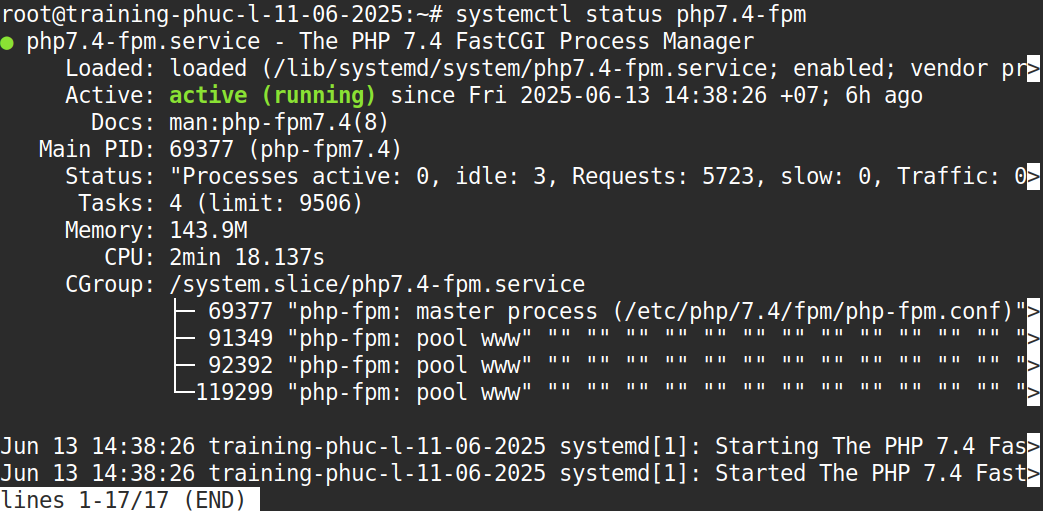 root@training-phuc-l-11-06-2025:~# systemctl status php7.4-fpm
● php7.4-fpm.service - The PHP 7.4 FastCGI Process Manager
     Loaded: loaded (/lib/systemd/system/php7.4-fpm.service; enabled; vendor pr>
     Active: active (running) since Fri 2025-06-13 14:38:26 +07; 6h ago
       Docs: man:php-fpm7.4(8)
   Main PID: 69377 (php-fpm7.4)
     Status: "Processes active: 0, idle: 3, Requests: 5723, slow: 0, Traffic: 0>
      Tasks: 4 (limit: 9506)
     Memory: 143.9M
        CPU: 2min 18.137s
     CGroup: /system.slice/php7.4-fpm.service
             ├─ 69377 "php-fpm: master process (/etc/php/7.4/fpm/php-fpm.conf)">
             ├─ 91349 "php-fpm: pool www" "" "" "" "" "" "" "" "" "" "" "" "" ">
             ├─ 92392 "php-fpm: pool www" "" "" "" "" "" "" "" "" "" "" "" "" ">
             └─119299 "php-fpm: pool www" "" "" "" "" "" "" "" "" "" "" "" "" ">

Jun 13 14:38:26 training-phuc-l-11-06-2025 systemd[1]: Starting The PHP 7.4 Fas>
Jun 13 14:38:26 training-phuc-l-11-06-2025 systemd[1]: Started The PHP 7.4 Fast>
lines 1-17/17 (END)